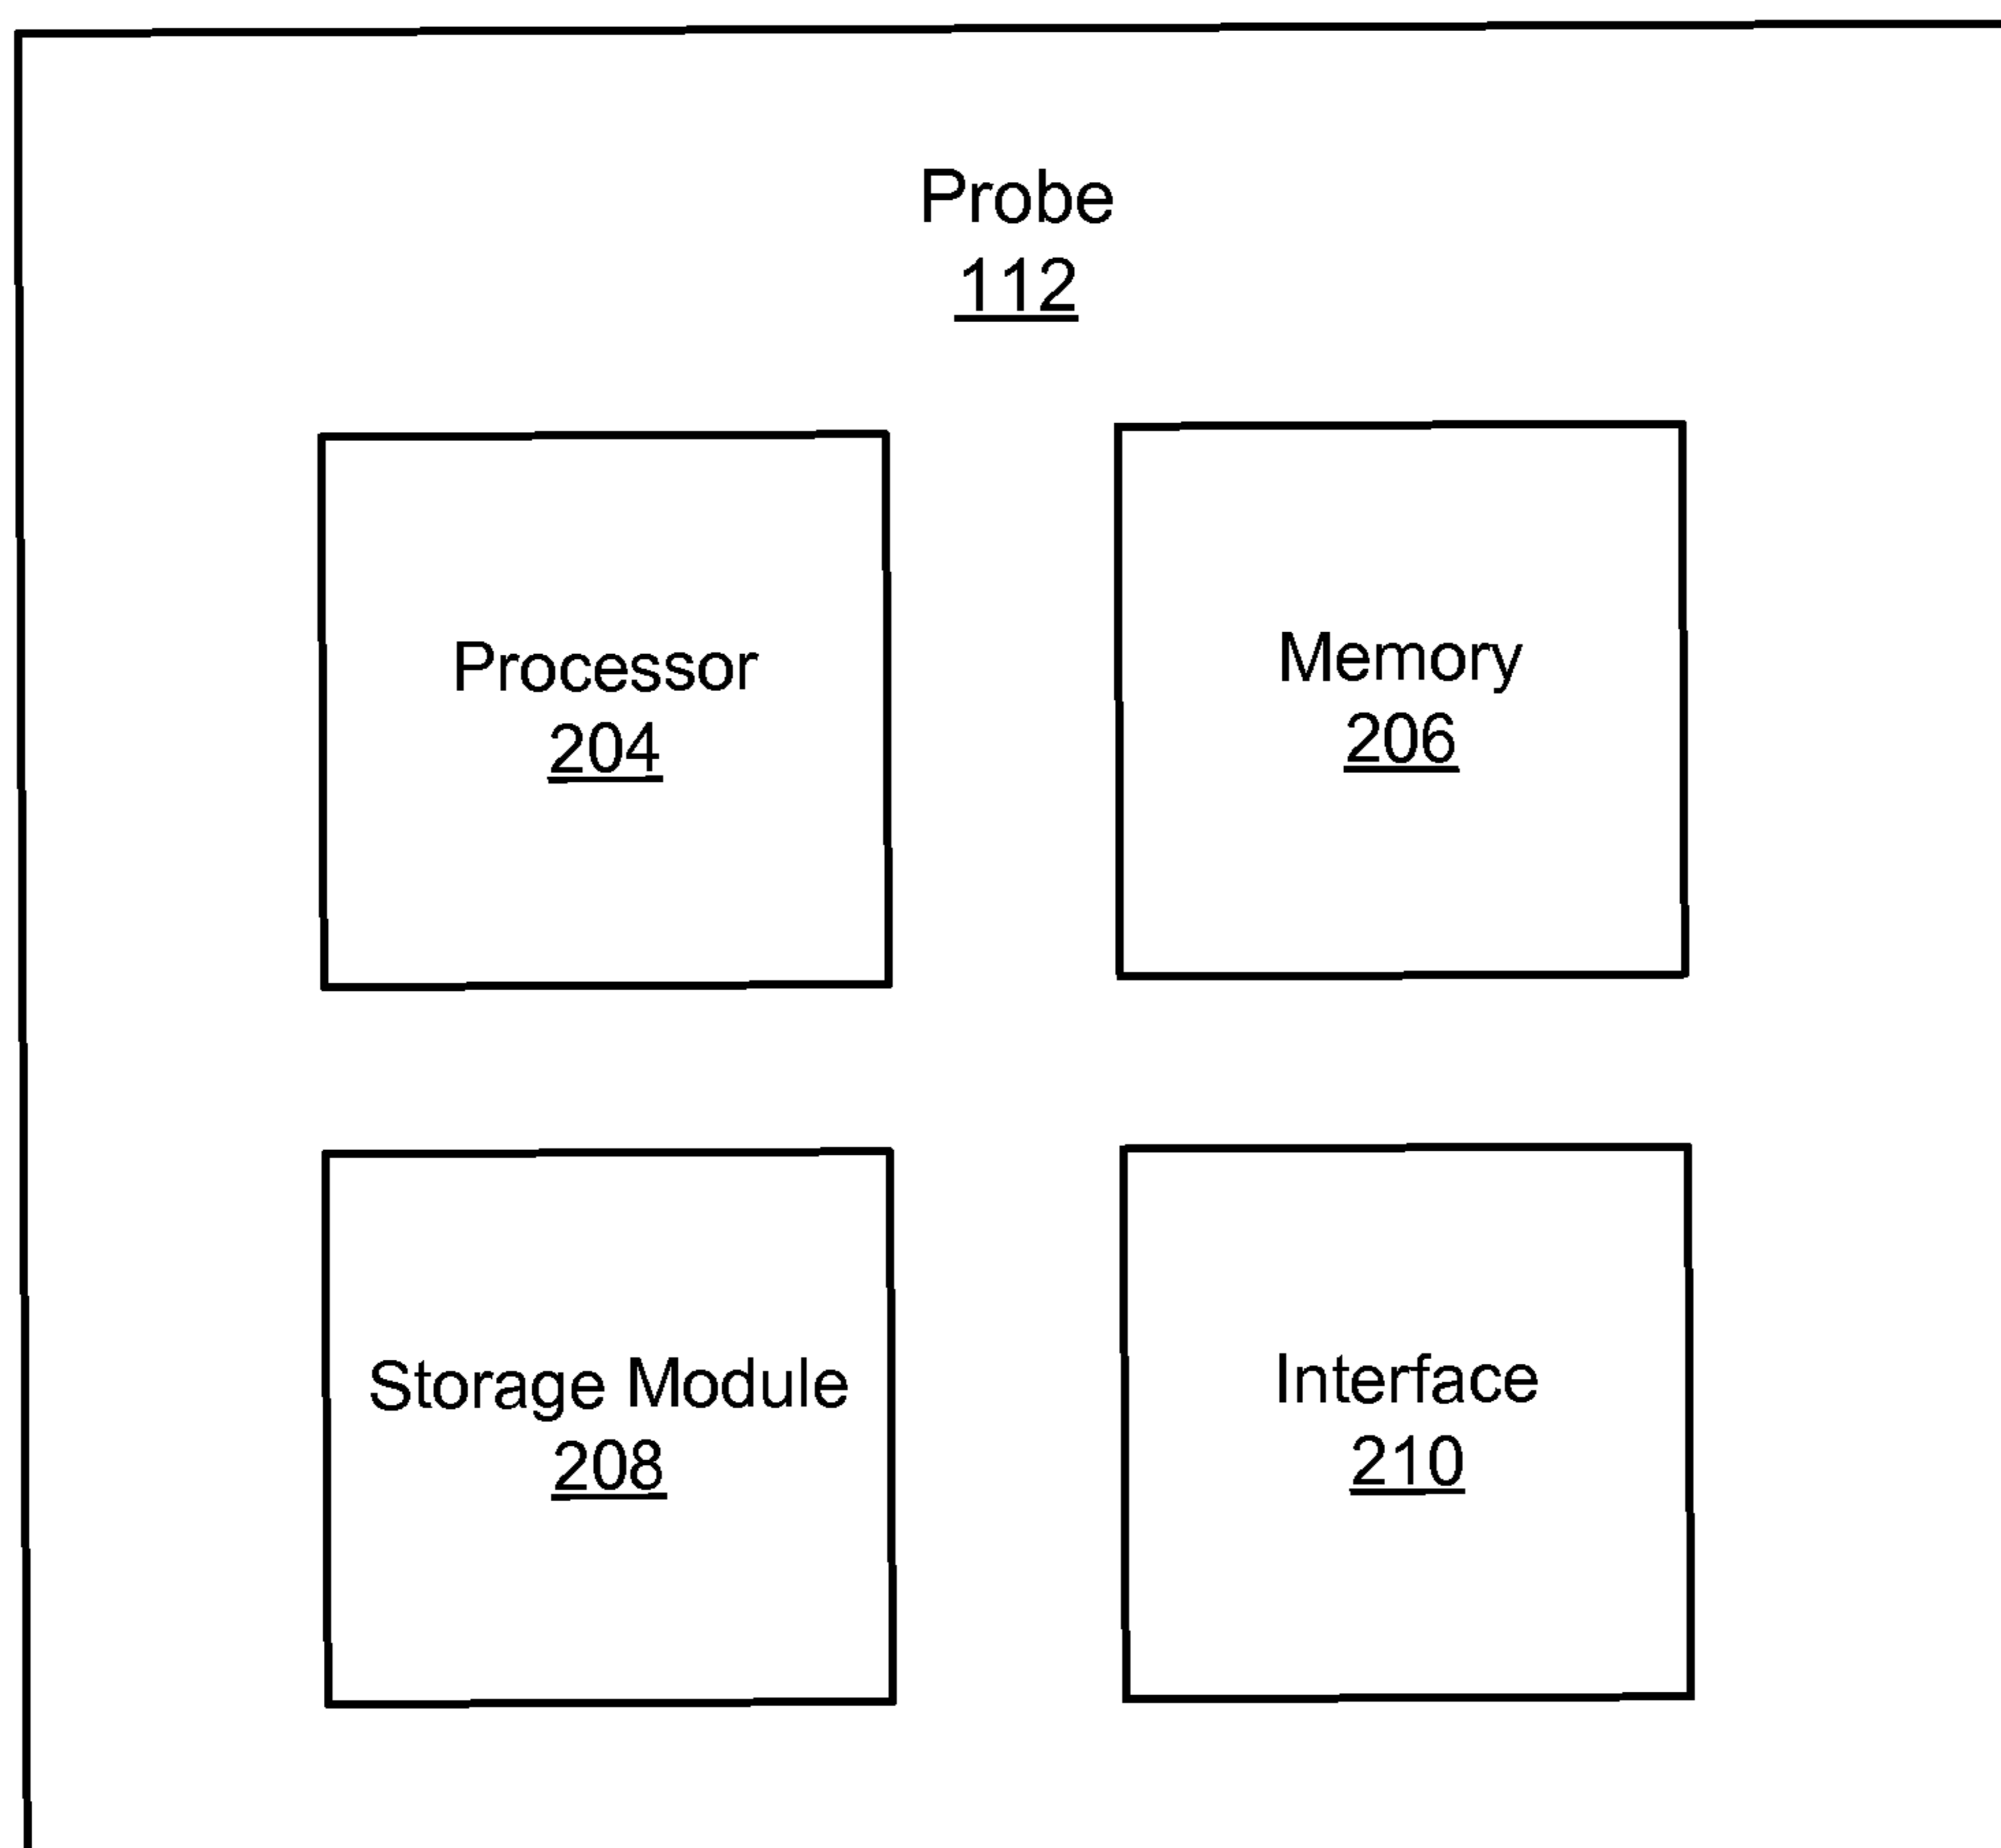 Probe
112
Processor
204
Memory
206
Storage Module
208
Interface
210